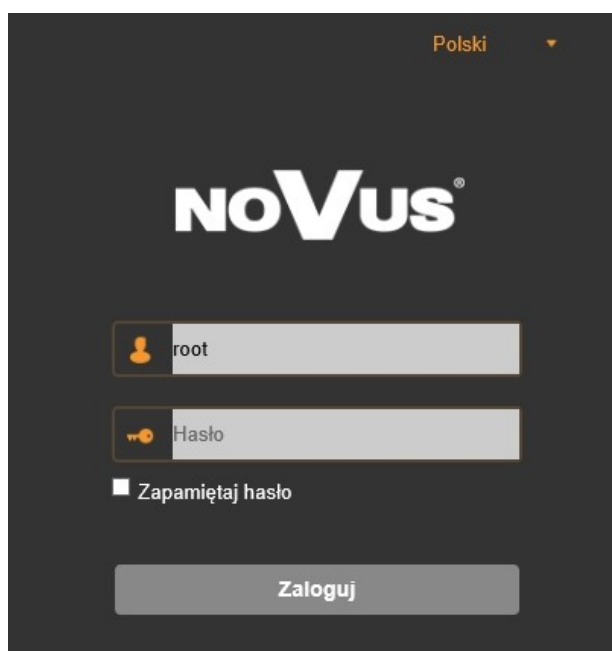 Polski
NoVus®
root
Hasło
Zapamiętaj hasło
Zaloguj